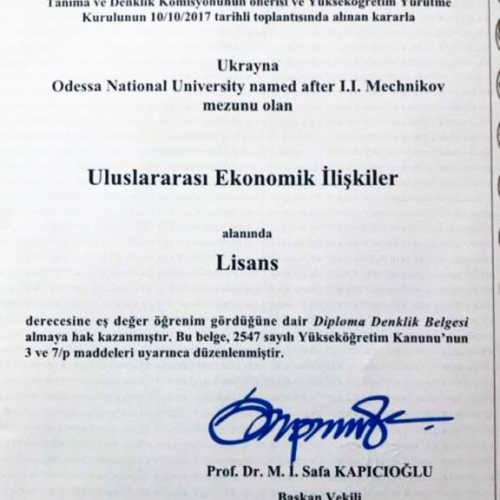 Tanıma ve Denklik Komisyonunun önerisi ve Yükseköğretim Yürütme
Kurulunun 10/10/2017 tarihli toplantısında alınan kararla
Ukrayna
Odessa National University named after I.I. Mechnikov
mezunu olan
Uluslararası Ekonomik İlişkiler
alanında
Lisans
derecesine eş değer öğrenim gördüğüne dair Diploma Denklik Belgesi
almaya hak kazanmıştır. Bu belge, 2547 sayılı Yükseköğretim Kanunu'nun
3 ve 7/p maddeleri uyarınca düzenlenmiştir.
Prof. Dr. M. İ. Safa KAPICIOĞLU
Başkan Vekili